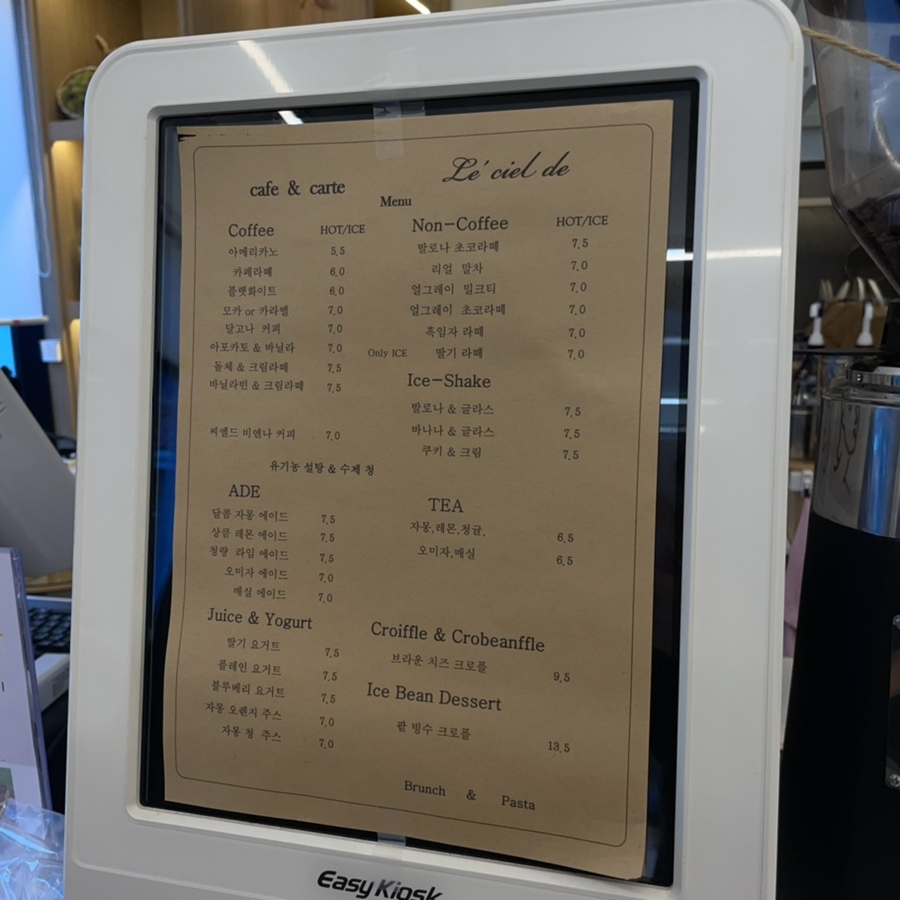 Lé ciel de
cafe & carte
Menu
Coffee HOT/ICE
아메리카노 5.5
카페라떼 6.0
플랫화이트 6.0
모카 or 카라멜 7.0
달고나 커피 7.0
아포카토 & 바닐라 7.0
돌체 & 크림라떼 7.5
바닐라빈 & 크림라떼 7.5
씨엘드 비엔나 커피 7.0
유기농 설탕 & 수제 청
ADE
달콤 자몽 에이드 7.5
상큼 레몬 에이드 7.5
청량 라임 에이드 7.5
오미자 에이드 7.0
매실 에이드 7.0
Juice & Yogurt
딸기 요거트 7.5
플레인 요거트 7.5
블루베리 요거트 7.5
자몽 오렌지 주스 7.0
자몽 청 주스 7.0
Non-Coffee HOT/ICE
발로나 초코라떼 7.5
리얼 말차 7.0
얼그레이 밀크티 7.0
얼그레이 초코라떼 7.0
흑임자 라떼 7.0
Only ICE 딸기 라떼 7.0
Ice-Shake
발로나 & 글라스 7.5
바나나 & 글라스 7.5
쿠키 & 크림 7.5
TEA
자몽,레몬,청귤, 6.5
오미자,매실 6.5
Croiffle & Crobeanffle
브라운 치즈 크로플 9.5
Ice Bean Dessert
팥 빙수 크로플 13.5
Brunch & Pasta
Easy Kiosk